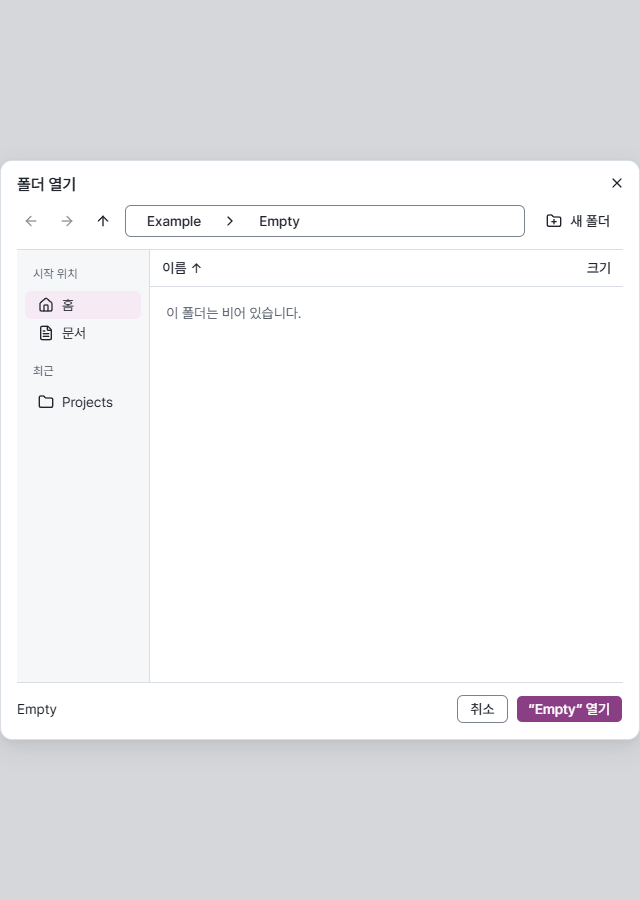 폴더 열기
Example Empty
새 폴더
시작 위치
홈
문서
최근
Projects
이름 크기
이 폴더는 비어 있습니다.
Empty
취소
“Empty” 열기